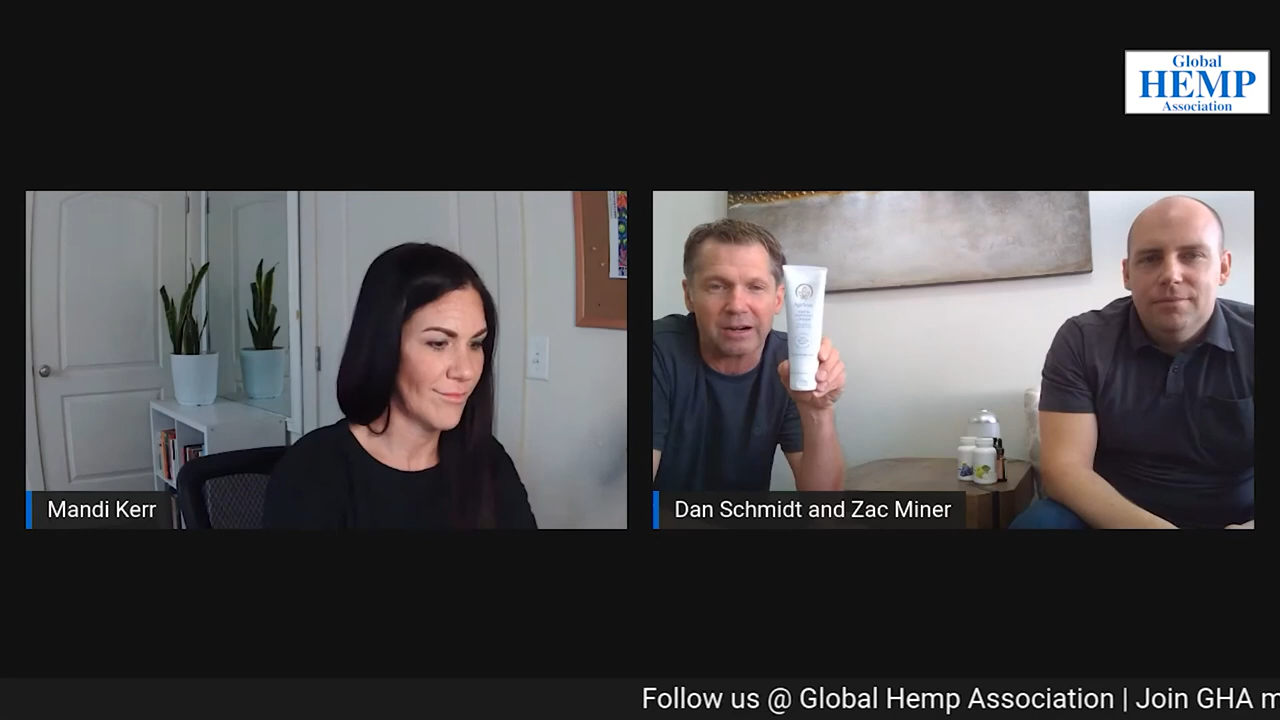 Global
HEMP
Association
Mandi Kerr
Dan Schmidt and Zac Miner
Follow us @ Global Hemp Association | Join GHA m